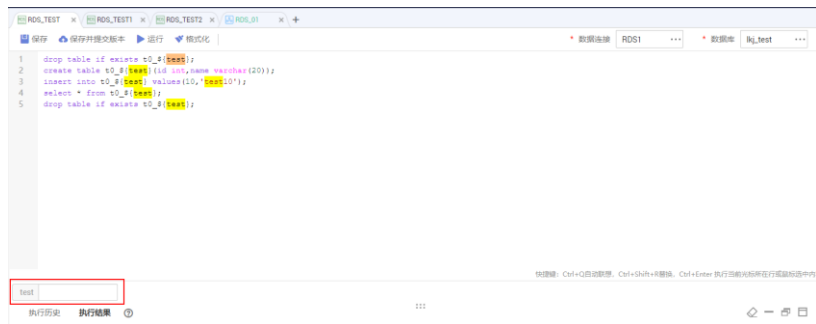 RDS_TEST × RDS_TEST1 × RDS_TEST2 × RDS_01 × +
保存 保存并提交版本 运行 格式化 * 数据连接 RDS1 ... * 数据库 lkj_test ...
1 drop table if exists t0_${test};
2 create table t0_${test}(id int,name varchar(20));
3 insert into t0_${test} values(10,'test10');
4 select * from t0_${test};
5 drop table if exists t0_${test};
快捷键：Ctrl+Q自动联想，Ctrl+Shift+R替换，Ctrl+Enter 执行当前光标所在行或鼠标选中内
test
执行历史 执行结果 ?